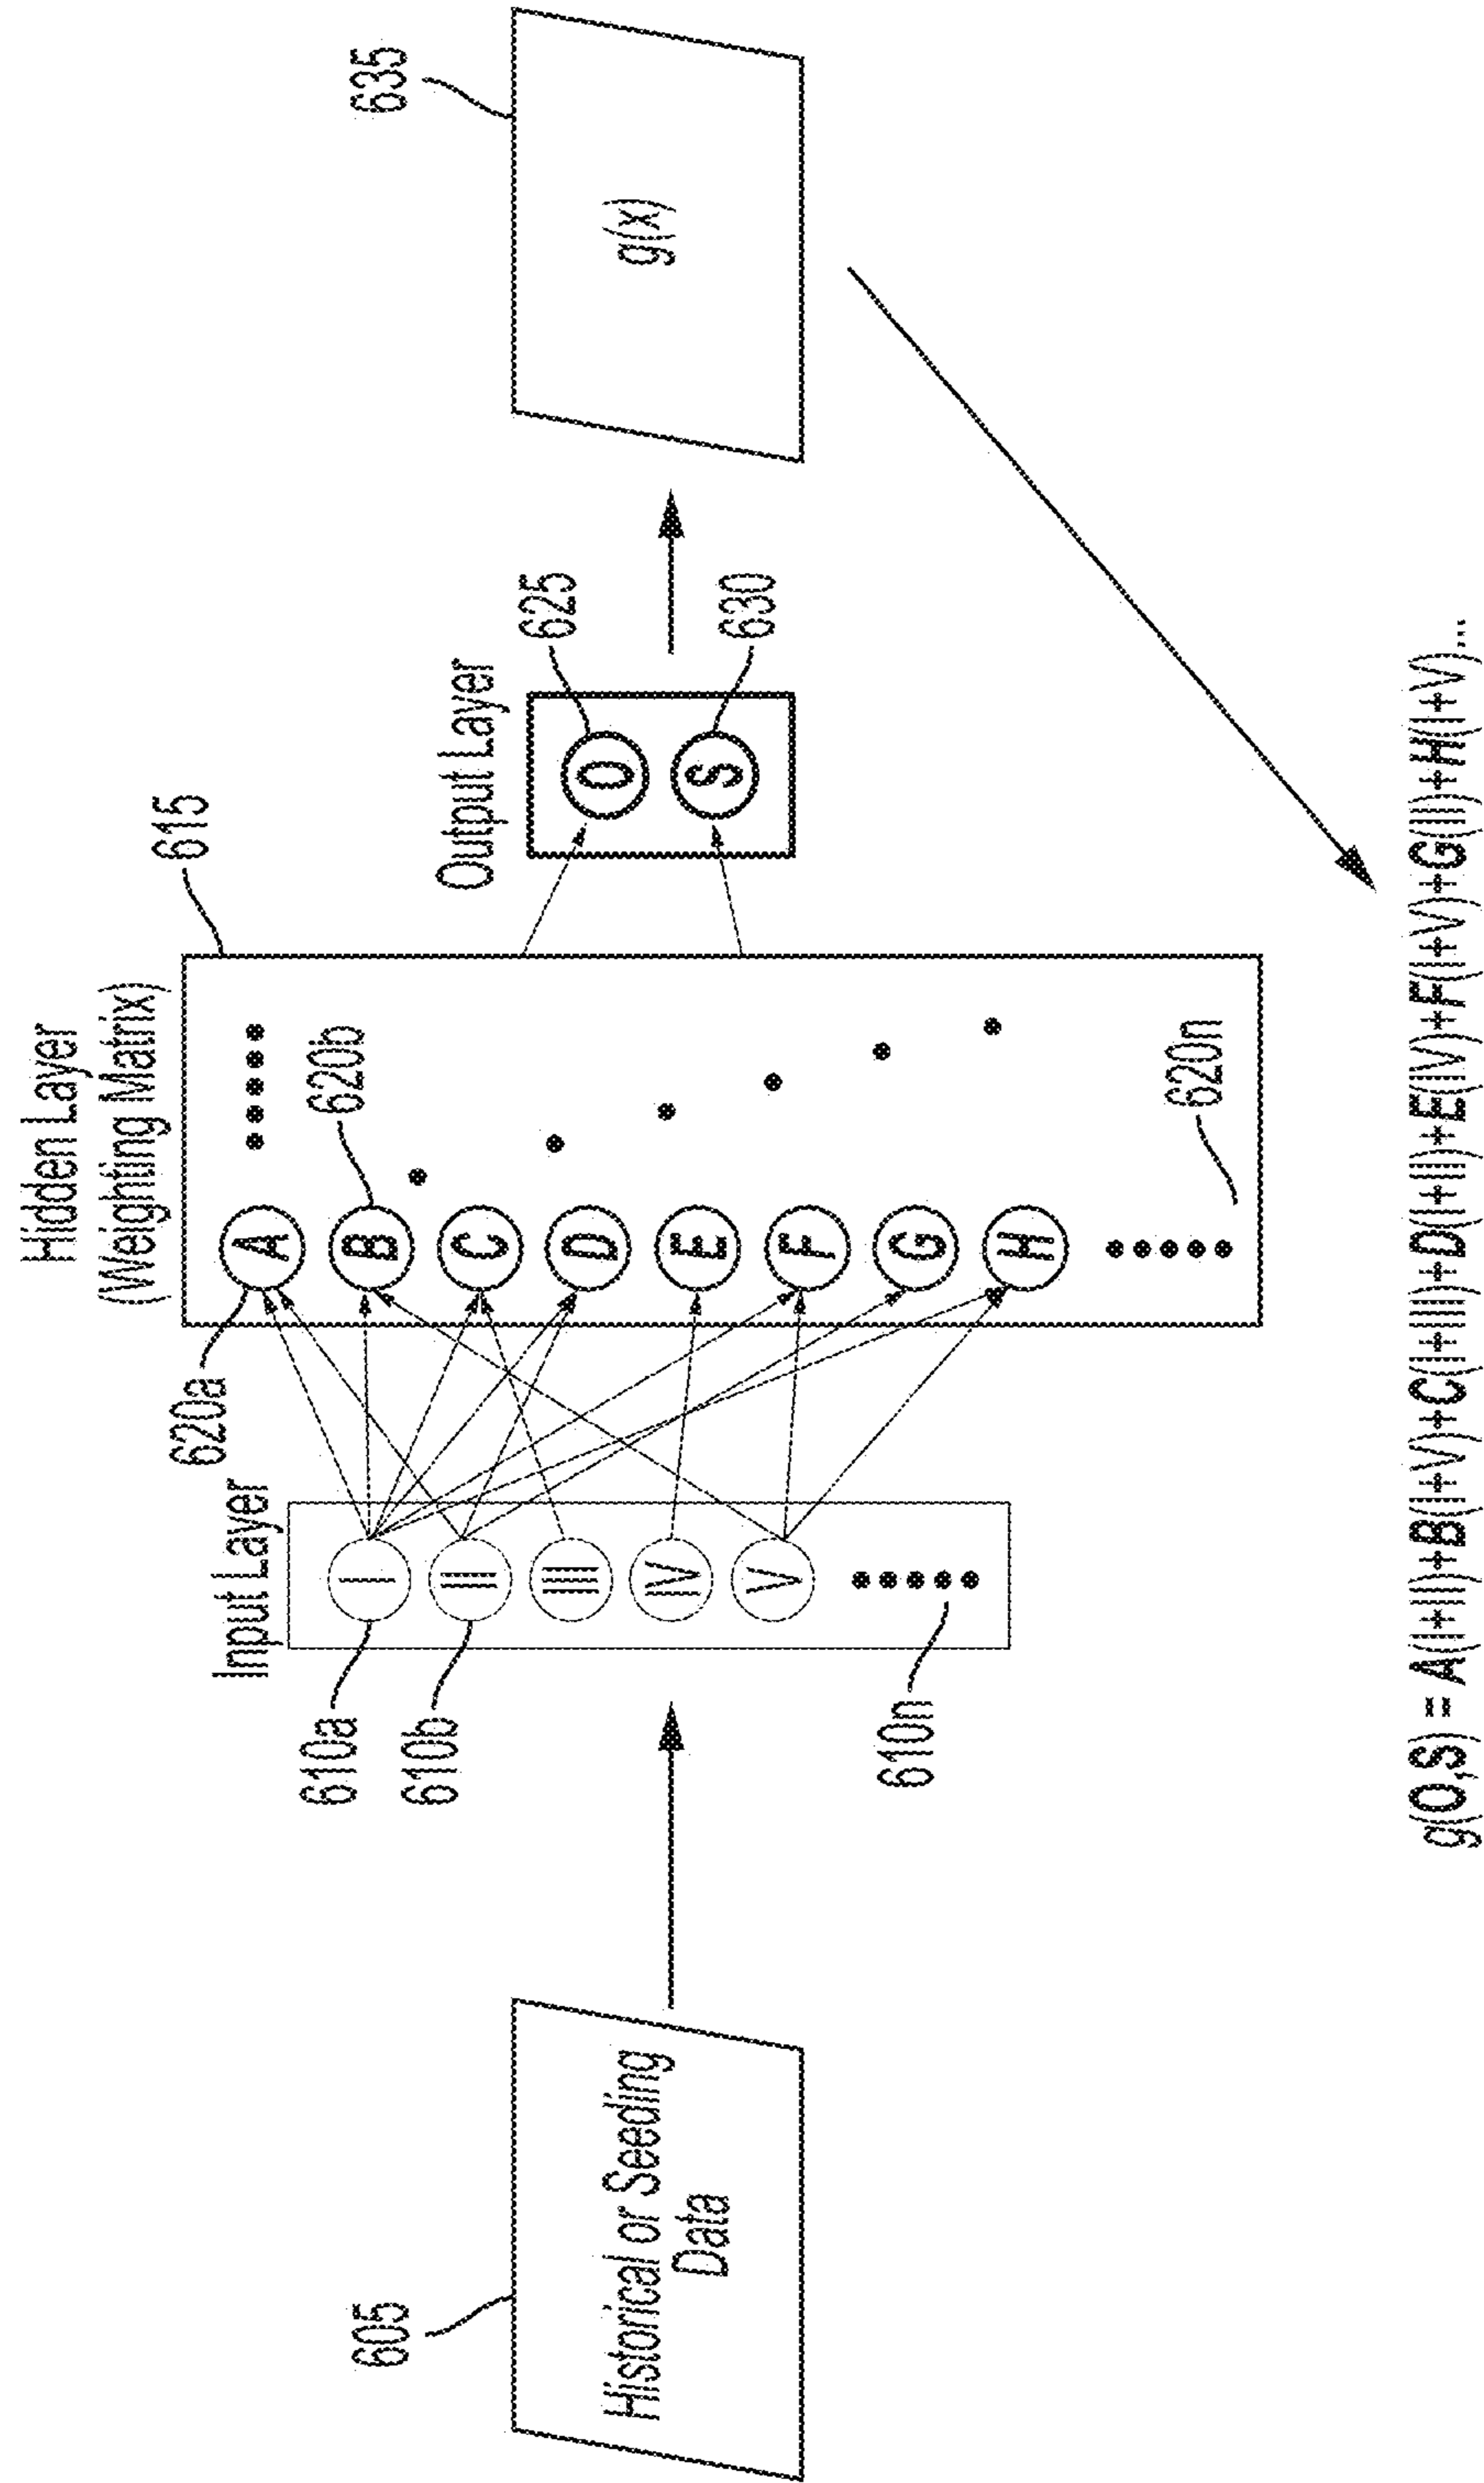 605
Historical or Seeding
Data
Input Layer
610a
610b
610n
I
II
III
IV
V
Hidden Layer
(Weighting Matrix)
615
620a
620b
620n
A
B
C
D
E
F
G
H
Output Layer
O
S
625
630
635
g(x)
g(O,S) = A(I+II)+B(I+V)+C(I+III)+D(I+II)+E(IV)+F(I+V)+G(II)+H(I+V)...